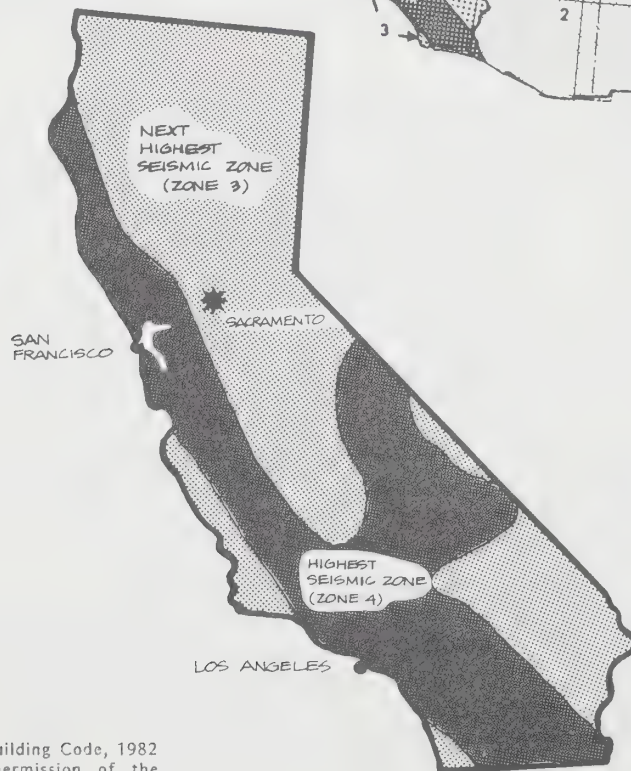 2
3
NEXT
HIGHEST
SEISMIC ZONE
(ZONE 3)
SACRAMENTO
SAN
FRANCISCO
HIGHEST
SEISMIC ZONE
(ZONE 4)
LOS ANGELES
uilding Code, 1982
ermission of the